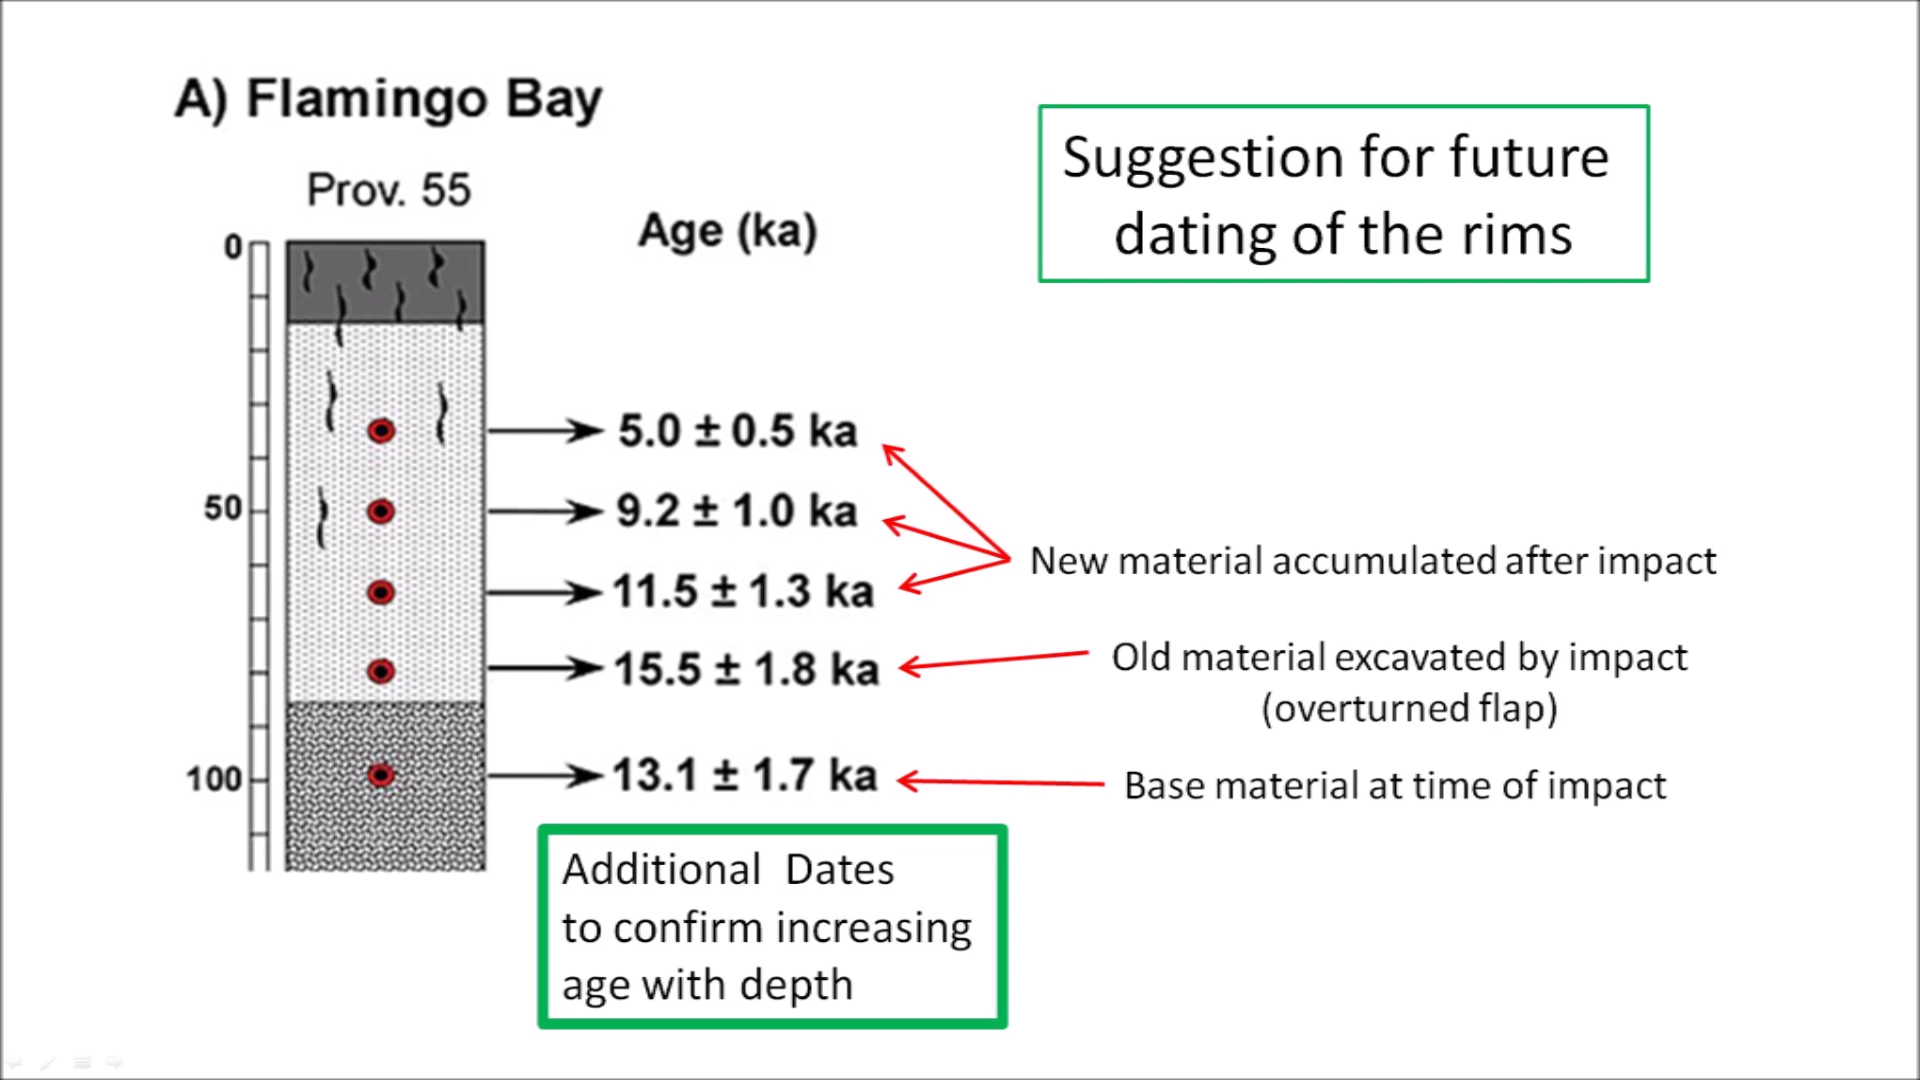 A) Flamingo Bay
Suggestion for future
dating of the rims
Prov. 55
Age (ka)
0
5.0 ± 0.5 ka
50
9.2 ± 1.0 ka
New material accumulated after impact
11.5 ± 1.3 ka
15.5 ± 1.8 ka
Old material excavated by impact
(overturned flap)
100
13.1 ± 1.7 ka
Base material at time of impact
Additional Dates
to confirm increasing
age with depth